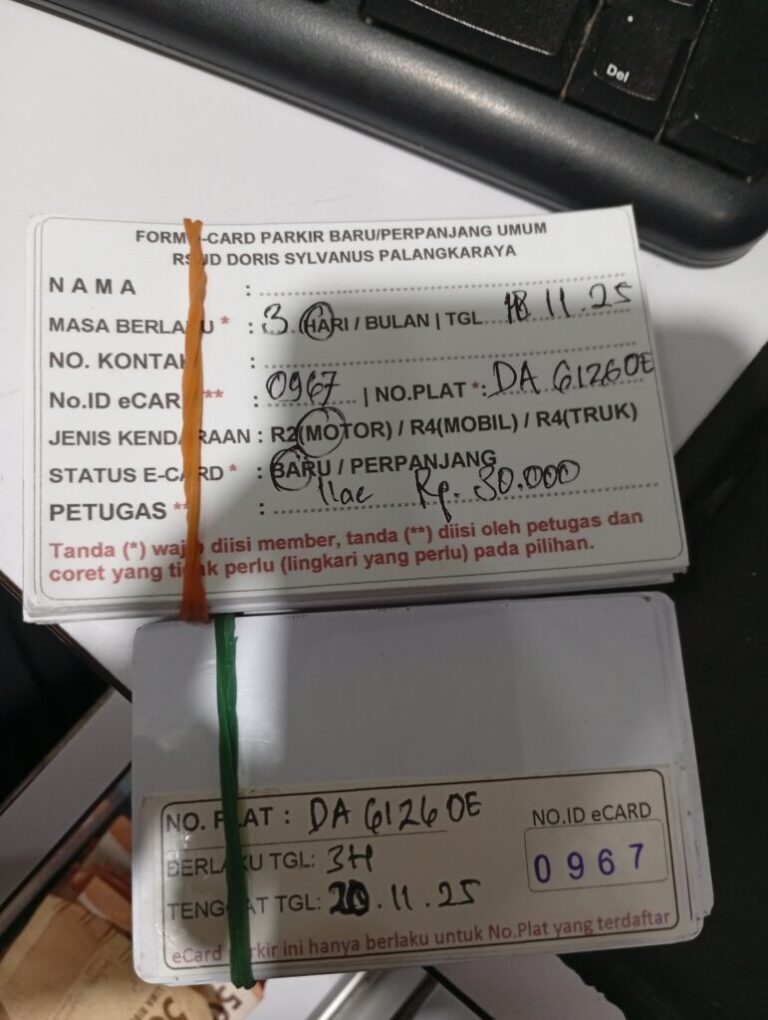 Del
FORM e-CARD PARKIR BARU/PERPANJANG UMUM
RSUD DORIS SYLVANUS PALANGKARAYA
NAMA :
MASA BERLAKU * : 3 HARI / BULAN | TGL 18 11.25
NO. KONTAK :
No.ID eCARD ** : 0967 | NO.PLAT *: DA 6126 OE
JENIS KENDARAAN : R2(MOTOR) / R4(MOBIL) / R4(TRUK)
STATUS E-CARD * : BARU / PERPANJANG
PETUGAS ** : Rp. 30.000
Tanda (*) wajib diisi member, tanda (**) diisi oleh petugas dan
coret yang tidak perlu (lingkari yang perlu) pada pilihan.
NO. PLAT : DA 6126 OE
NO.ID eCARD
BERLAKU TGL: 3H
0967
TENGGAT TGL: 20.11.25
eCard Parkir ini hanya berlaku untuk No.Plat yang terdaftar